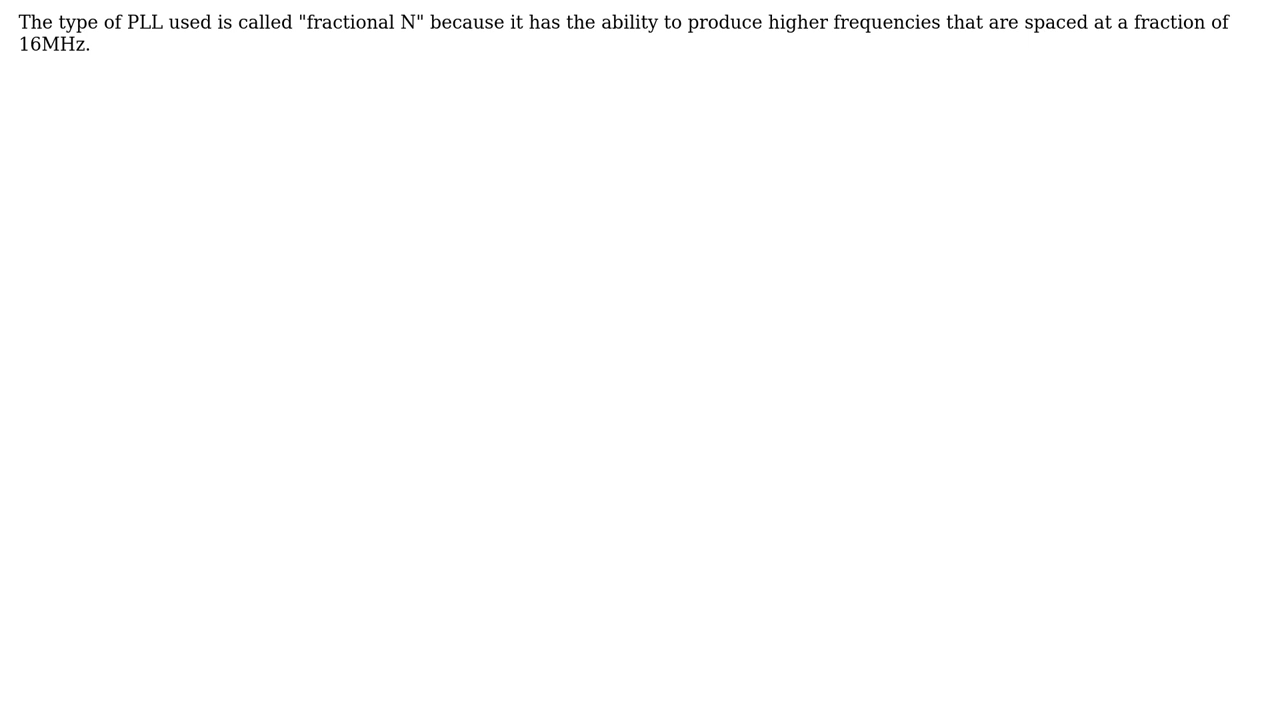 The type of PLL used is called "fractional N" because it has the ability to produce higher frequencies that are spaced at a fraction of
16MHz.